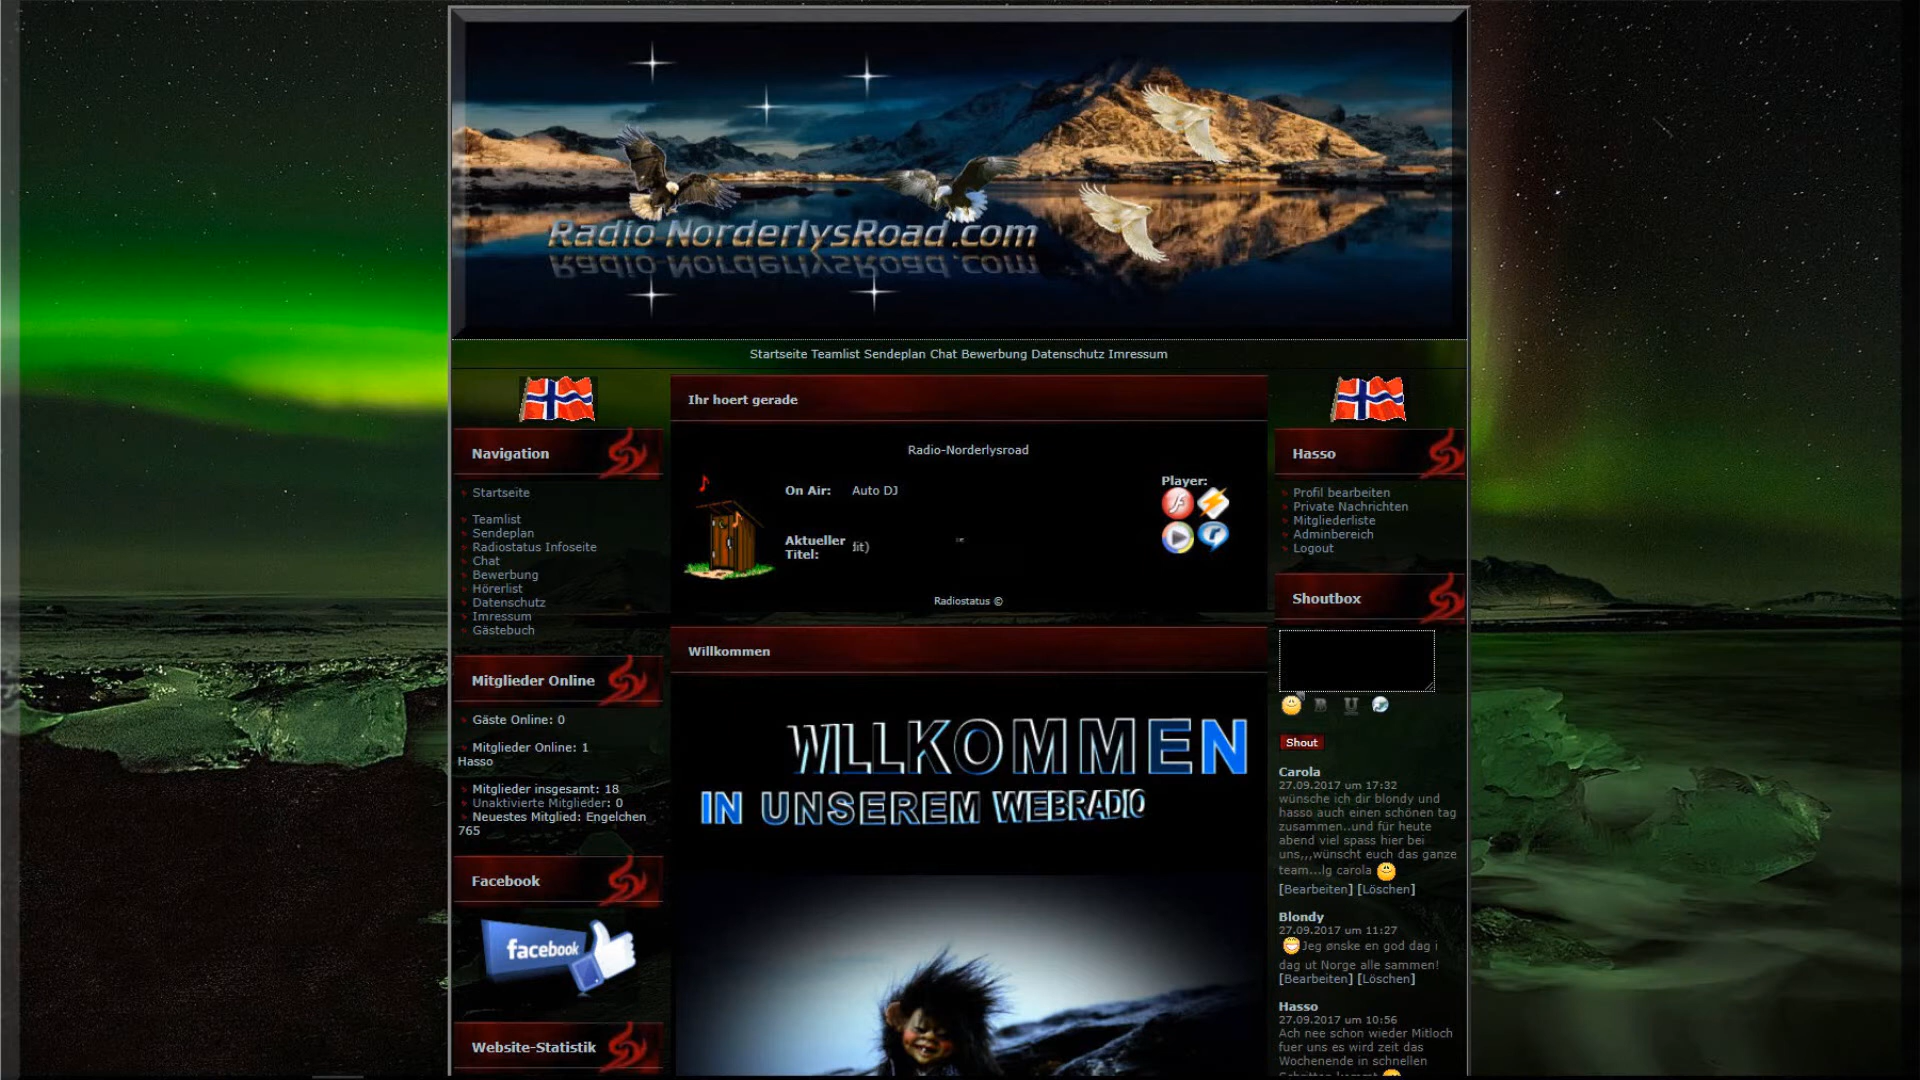 Radio NorderlysRoad.com
Startseite Teamlist Sendeplan Chat Bewerbung Datenschutz Imressum
Navigation
Startseite
Teamlist
Sendeplan
Radiostatus Infoseite
Chat
Bewerbung
Hörerlist
Datenschutz
Imressum
Gästebuch
Mitglieder Online
Gäste Online: 0
Mitglieder Online: 1
Hasso
Mitglieder insgesamt: 18
Unaktivierte Mitglieder: 0
Neuestes Mitglied: Engelchen
765
Facebook
facebook
Website-Statistik
Ihr hoert gerade
Radio-Norderlysroad
On Air: Auto DJ
Player:
Aktueller
Titel:
dit)
Radiostatus ©
Willkommen
WILLKOMMEN
IN UNSEREM WEBRADIO
Hasso
Profil bearbeiten
Private Nachrichten
Mitgliederliste
Adminbereich
Logout
Shoutbox
B U
Shout
Carola
27.09.2017 um 17:32
wünsche ich dir blondy und
hasso auch einen schönen tag
zusammen..und für heute
abend viel spass hier bei
uns,,,wünscht euch das ganze
team...lg carola
[Bearbeiten] [Löschen]
Blondy
27.09.2017 um 11:27
Jeg ønske en god dag i
dag ut Norge alle sammen!
[Bearbeiten] [Löschen]
Hasso
27.09.2017 um 10:56
Ach nee schon wieder Mitloch
fuer uns es wird zeit das
Wochenende in schnellen
Schritten kommt